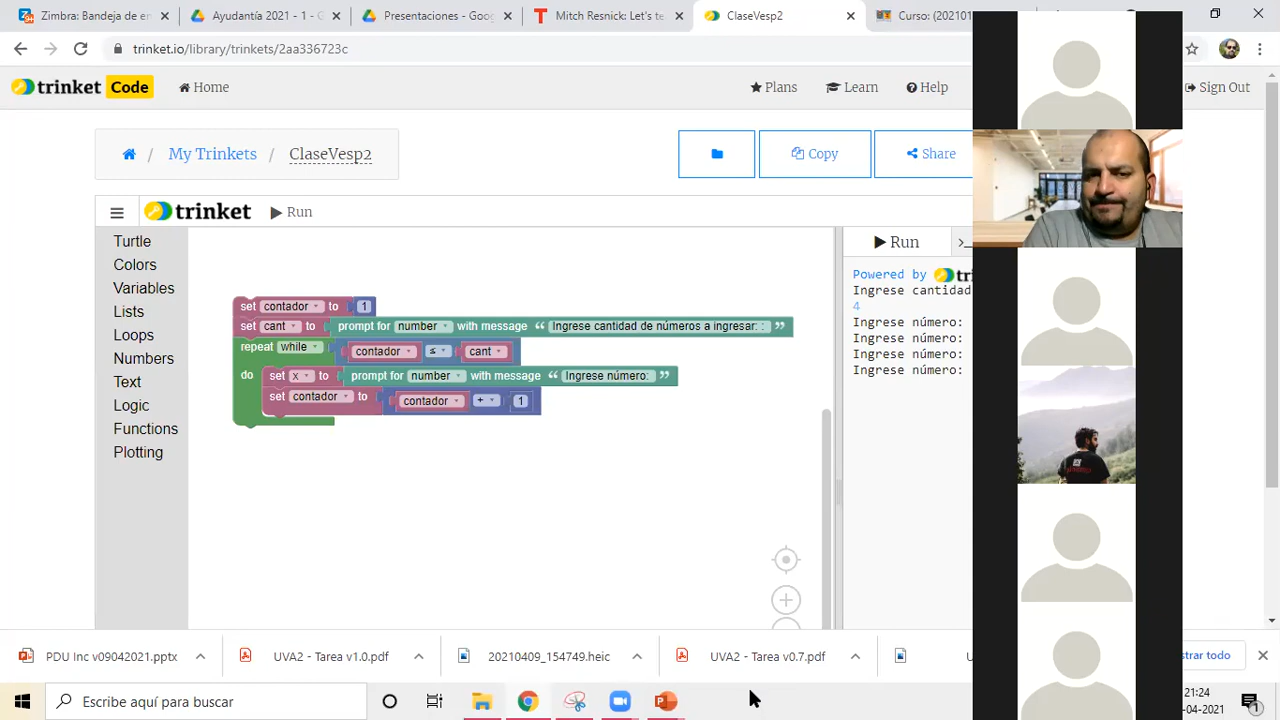 Zimbra: Bandeja de er
Ayudantía
Presentac
Mitch Resnick: Let's te
ClaseVesp2
Curso: (202101
trinket.io/library/trinkets/2aa336723c
trinket Code
Home
Plans
Learn
Help
Sign Out
/ My Trinkets / ClaseVesp2
Copy
Share
trinket
Run
Turtle
Colors
Variables
Lists
Loops
Numbers
Text
Logic
Functions
Plotting
set contador to 1
set cant to prompt for number with message “ Ingrese cantidad de números a ingresar: ”
repeat while contador ≤ cant
do set x to prompt for number with message “ Ingrese número: ”
set contador to contador + 1
Run
Powered by trin
Ingrese cantidad
4
Ingrese número:
Ingrese número:
Ingrese número:
Ingrese número:
PDU Inc v09042021.pptx
UVA2 - Tarea v1.0.pdf
20210409_154749.heic
UVA2 - Tarea v0.7.pdf
strar todo
Escribe aquí para buscar
21:24
-04-2021
1